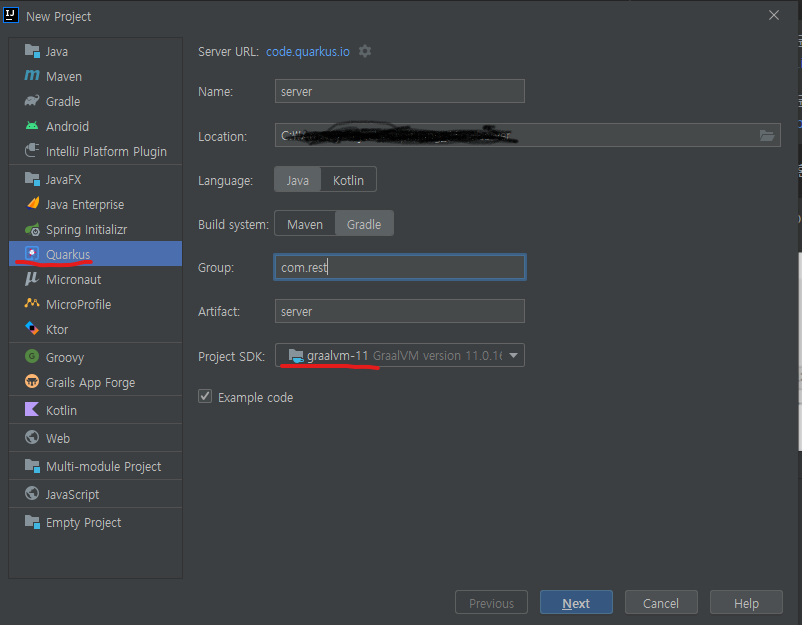 New Project
Java
Maven
Gradle
Android
IntelliJ Platform Plugin
JavaFX
Java Enterprise
Spring Initializr
Quarkus
Micronaut
MicroProfile
Ktor
Groovy
Grails App Forge
Kotlin
Web
Multi-module Project
JavaScript
Empty Project
Server URL: code.quarkus.io
Name: server
Location:
Language: Java Kotlin
Build system: Maven Gradle
Group: com.rest
Artifact: server
Project SDK: graalvm-11 GraalVM version 11.0.16
Example code
Previous Next Cancel Help